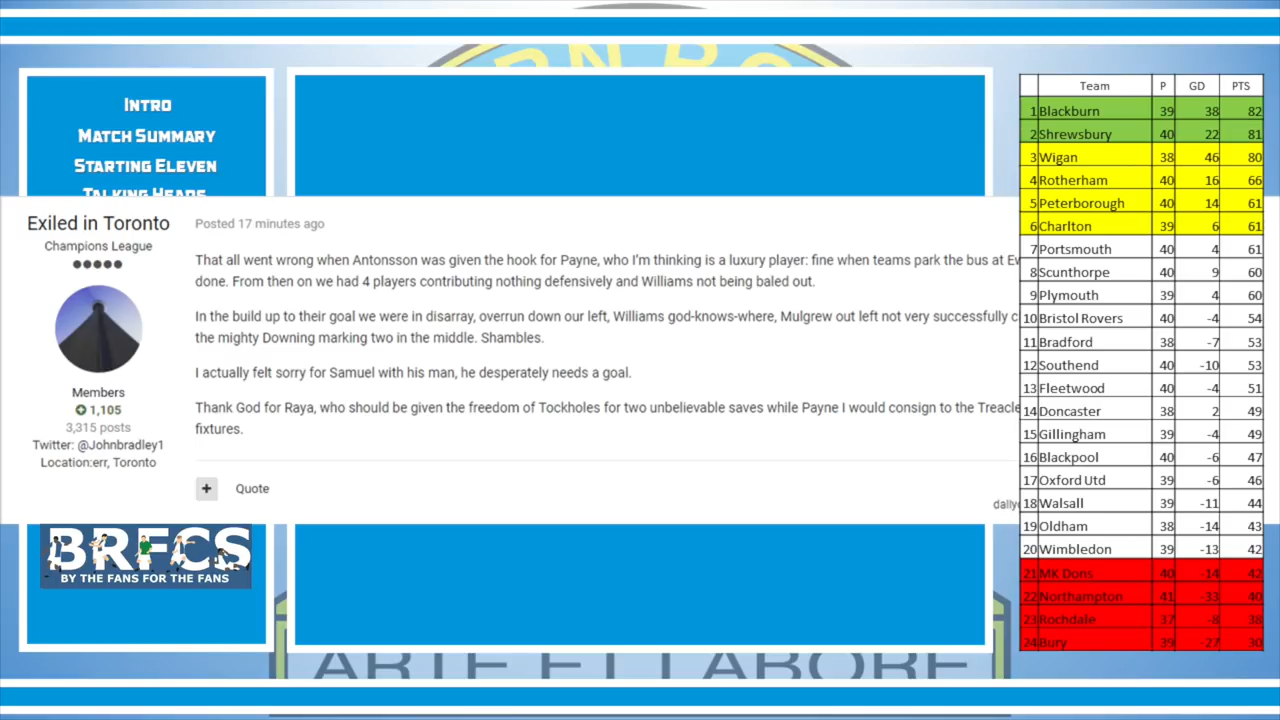 RN RO
INTRO
MATCH SUMMARY
STARTING ELEVEN
TALKING HEADS
Exiled in Toronto
Champions League
Members
1,105
3,315 posts
Twitter: @Johnbradley1
Location:err, Toronto
Posted 17 minutes ago
That all went wrong when Antonsson was given the hook for Payne, who I'm thinking is a luxury player: fine when teams park the bus at
done. From then on we had 4 players contributing nothing defensively and Williams not being baled out.
In the build up to their goal we were in disarray, overrun down our left, Williams god-knows-where, Mulgrew out left not very successfully
the mighty Downing marking two in the middle. Shambles.
I actually felt sorry for Samuel with his man, he desperately needs a goal.
Thank God for Raya, who should be given the freedom of Tockholes for two unbelievable saves while Payne I would consign to the Treacle
fixtures.
+ Quote
BRFCS
BY THE FANS FOR THE FANS
ARTE ET LABORE
Team P GD PTS
1 Blackburn 39 38 82
2 Shrewsbury 40 22 81
3 Wigan 38 46 80
4 Rotherham 40 16 66
5 Peterborough 40 14 61
6 Charlton 39 6 61
7 Portsmouth 40 4 61
8 Scunthorpe 40 9 60
9 Plymouth 39 4 60
10 Bristol Rovers 40 -4 54
11 Bradford 38 -7 53
12 Southend 40 -10 53
13 Fleetwood 40 -4 51
14 Doncaster 38 2 49
15 Gillingham 39 -4 49
16 Blackpool 40 -6 47
17 Oxford Utd 39 -6 46
18 Walsall 39 -11 44
19 Oldham 38 -14 43
20 Wimbledon 39 -13 42
21 MK Dons 40 -14 42
22 Northampton 41 -33 40
23 Rochdale 37 -8 38
24 Bury 39 -27 30